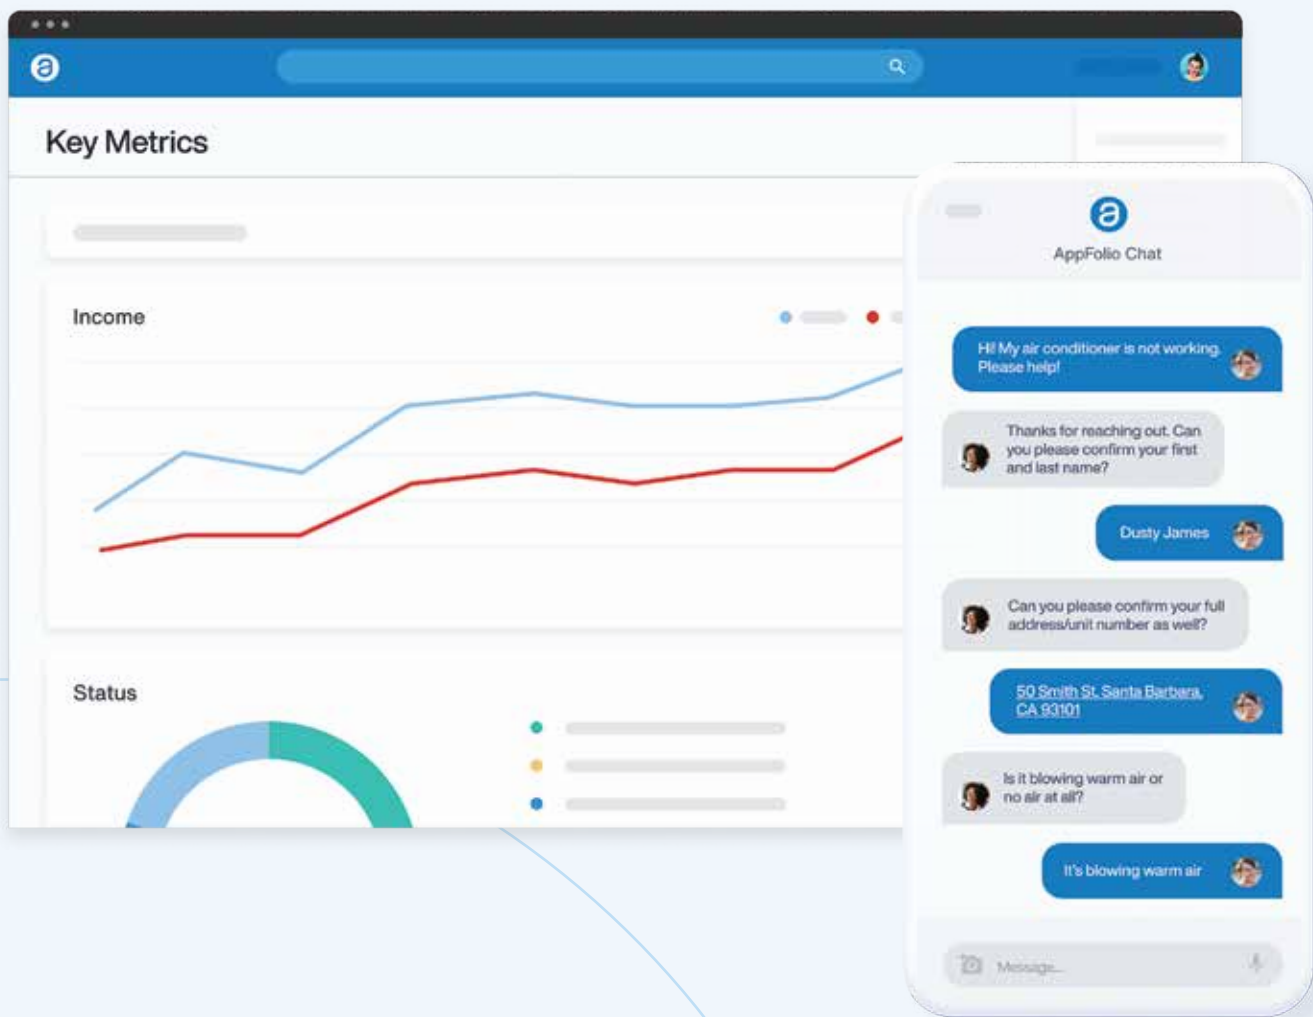 Key Metrics
Income
Status
AppFolio Chat
Hi! My air conditioner is not working.
Please help!
Thanks for reaching out. Can
you please confirm your first
and last name?
Dusty James
Can you please confirm your full
address/unit number as well?
50 Smith St, Santa Barbara,
CA 93101
Is it blowing warm air or
no air at all?
It's blowing warm air
Message...